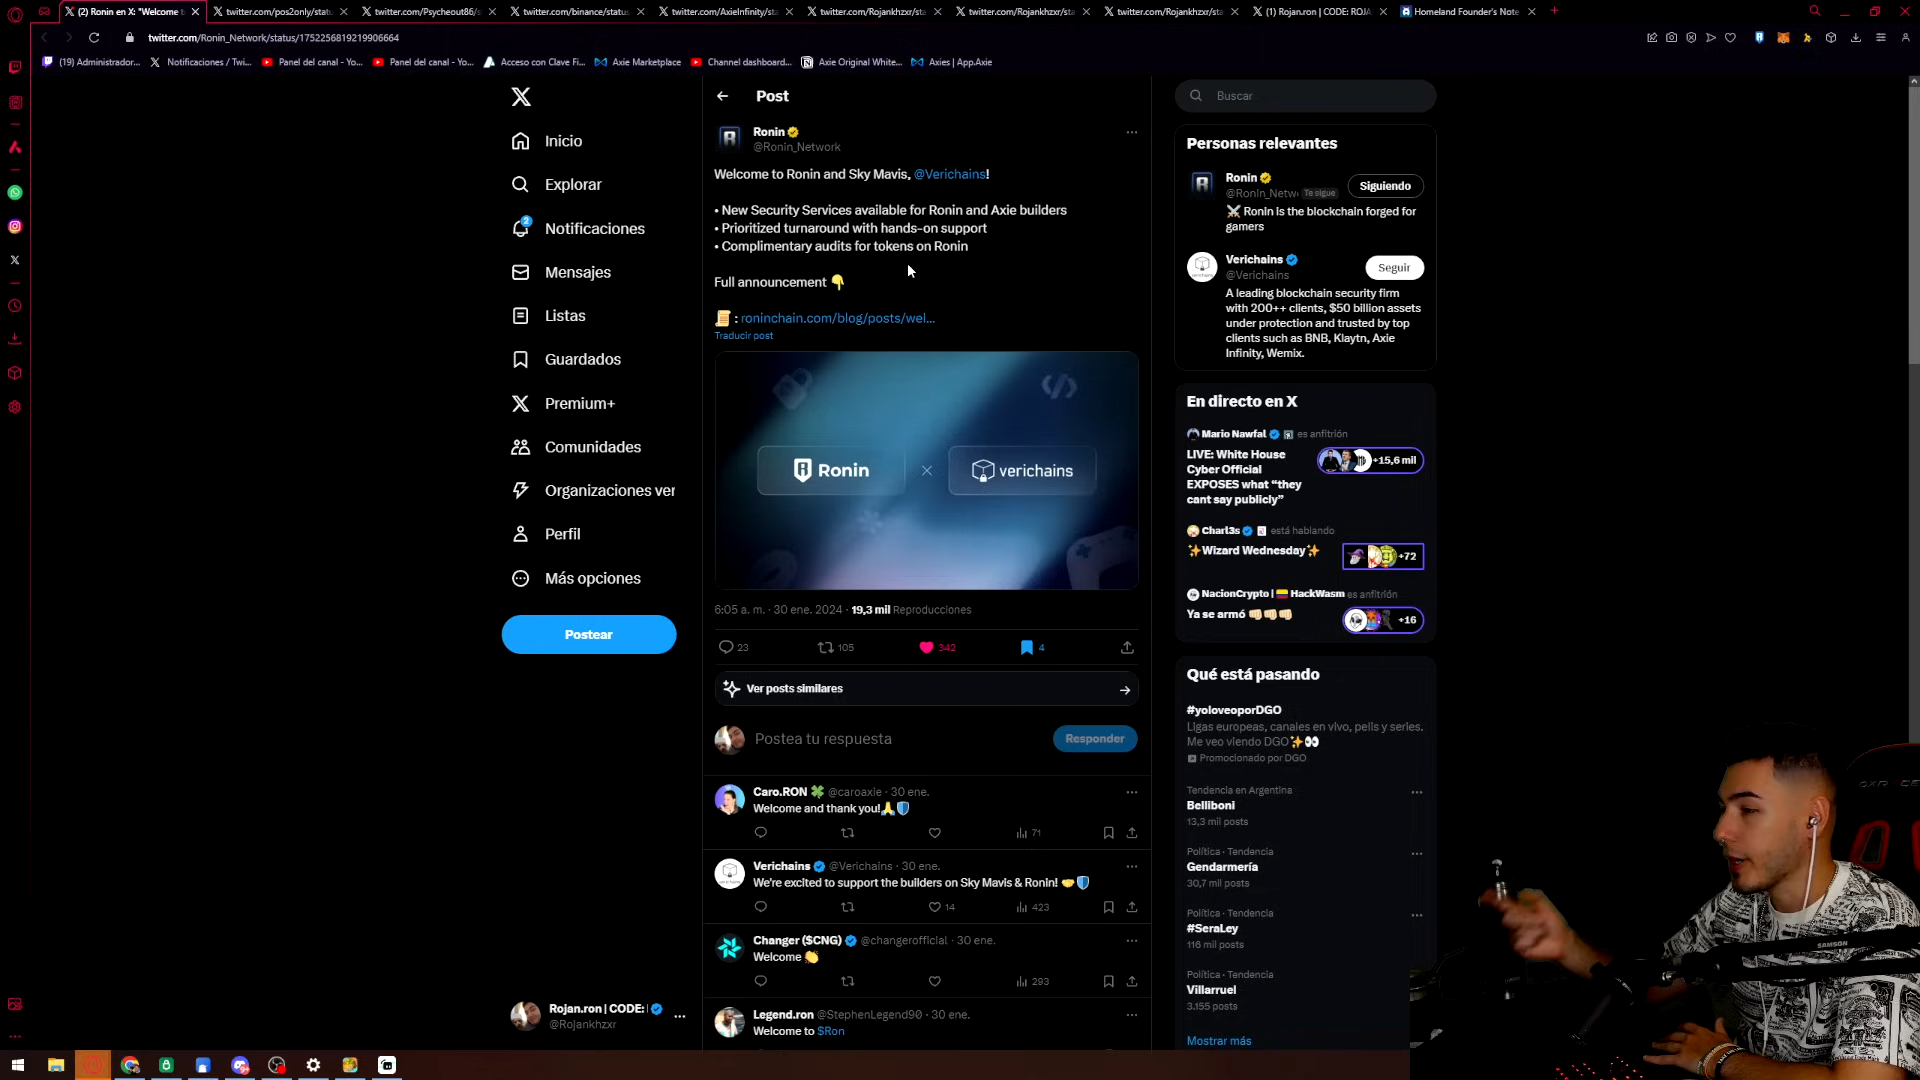 (2) Ronin en X: "Welcome t
twitter.com/pos2only/statu
twitter.com/Psycheout86/s
twitter.com/binance/status
twitter.com/AxieInfinity/sta
twitter.com/Rojankhzxr/sta
twitter.com/Rojankhzxr/sta
twitter.com/Rojankhzxr/sta
(1) Rojan.ron | CODE: ROJA
Homeland Founder's Note
twitter.com/Ronin_Network/status/1752256819219906664
(19) Administrador...
Notificaciones / Twi...
Panel del canal - Yo...
Panel del canal - Yo...
Acceso con Clave Fi...
Axie Marketplace
Channel dashboard...
Axie Original White...
Axies | App.Axie
Inicio
Explorar
2
Notificaciones
Mensajes
Listas
Guardados
Premium+
Comunidades
Organizaciones ver
Perfil
Más opciones
Postear
Rojan.ron | CODE:
@Rojankhzxr
Post
Ronin
@Ronin_Network
Welcome to Ronin and Sky Mavis, @Verichains!
• New Security Services available for Ronin and Axie builders
• Prioritized turnaround with hands-on support
• Complimentary audits for tokens on Ronin
Full announcement 👇
📜 : roninchain.com/blog/posts/wel...
Traducir post
Ronin × verichains
6:05 a. m. · 30 ene. 2024 · 19,3 mil Reproducciones
23
105
342
4
Ver posts similares
Postea tu respuesta
Responder
Caro.RON 🍀 @caroaxie · 30 ene.
Welcome and thank you!🙏🛡️
71
Verichains @Verichains · 30 ene.
We're excited to support the builders on Sky Mavis & Ronin! 🤝🛡️
14
423
Changer ($CNG) @changerofficial · 30 ene.
Welcome 👏
293
Legend.ron @StephenLegend90 · 30 ene.
Welcome to $Ron
Buscar
Personas relevantes
Ronin
@Ronin_Netw
Te sigue
Siguiendo
⚔️ Ronin is the blockchain forged for
gamers
Verichains
@Verichains
Seguir
A leading blockchain security firm
with 200++ clients, $50 billion assets
under protection and trusted by top
clients such as BNB, Klaytn, Axie
Infinity, Wemix.
En directo en X
Mario Nawfal es anfitrión
LIVE: White House
Cyber Official
EXPOSES what “they
cant say publicly”
+15,6 mil
Charl3s está hablando
✨Wizard Wednesday✨
+72
NacionCrypto | 🇨🇴 HackWasm es anfitrión
Ya se armó 👊🏻👊🏻👊🏻
+16
Qué está pasando
#yoloveoporDGO
Ligas europeas, canales en vivo, pelis y series.
Me veo viendo DGO✨👀
Promocionado por DGO
Tendencia en Argentina
Belliboni
13,3 mil posts
Política · Tendencia
Gendarmería
30,7 mil posts
Política · Tendencia
#SeraLey
116 mil posts
Política · Tendencia
Villarruel
3.155 posts
Mostrar más
SAMSON